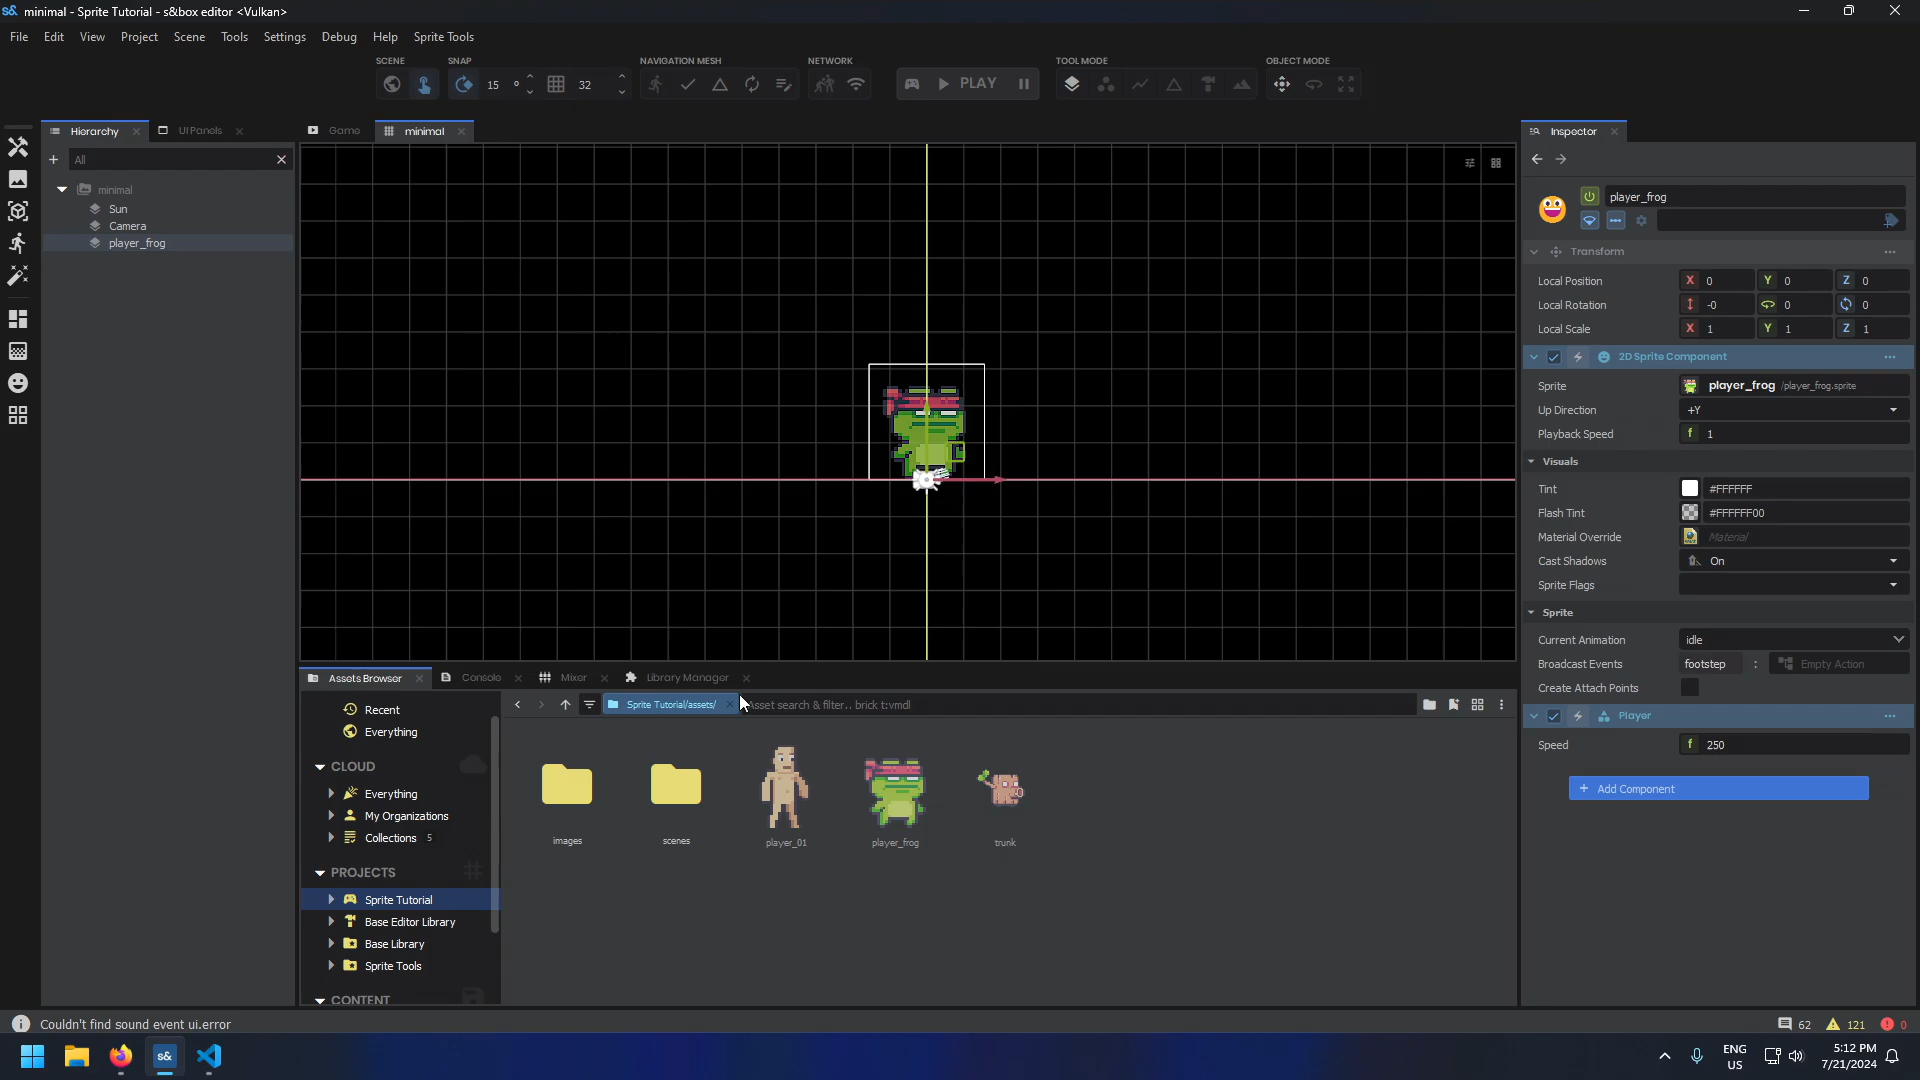 s& minimal - Sprite Tutorial - s&box editor <Vulkan>
File Edit View Project Scene Tools Settings Debug Help Sprite Tools
SCENE SNAP NAVIGATION MESH NETWORK TOOL MODE OBJECT MODE
15 ° 32 PLAY
Hierarchy UI Panels Game minimal Inspector
All
minimal
Sun
Camera
player_frog
player_frog
Transform
Local Position X 0 Y 0 Z 0
Local Rotation -0 0 0
Local Scale X 1 Y 1 Z 1
2D Sprite Component
Sprite player_frog /player_frog.sprite
Up Direction +Y
Playback Speed f 1
Visuals
Tint #FFFFFF
Flash Tint #FFFFFF00
Material Override Material
Cast Shadows On
Sprite Flags
Sprite
Current Animation idle
Broadcast Events footstep : Empty Action
Create Attach Points
Player
Speed f 250
+ Add Component
Assets Browser Console Mixer Library Manager
Sprite Tutorial/assets/ sset search & filter.. brick t:vmdl
Recent
Everything
CLOUD
Everything
My Organizations
Collections 5
PROJECTS
Sprite Tutorial
Base Editor Library
Base Library
Sprite Tools
CONTENT
images scenes player_01 player_frog trunk
Couldn't find sound event ui.error
62 121 0
s&
ENG
US
5:12 PM
7/21/2024